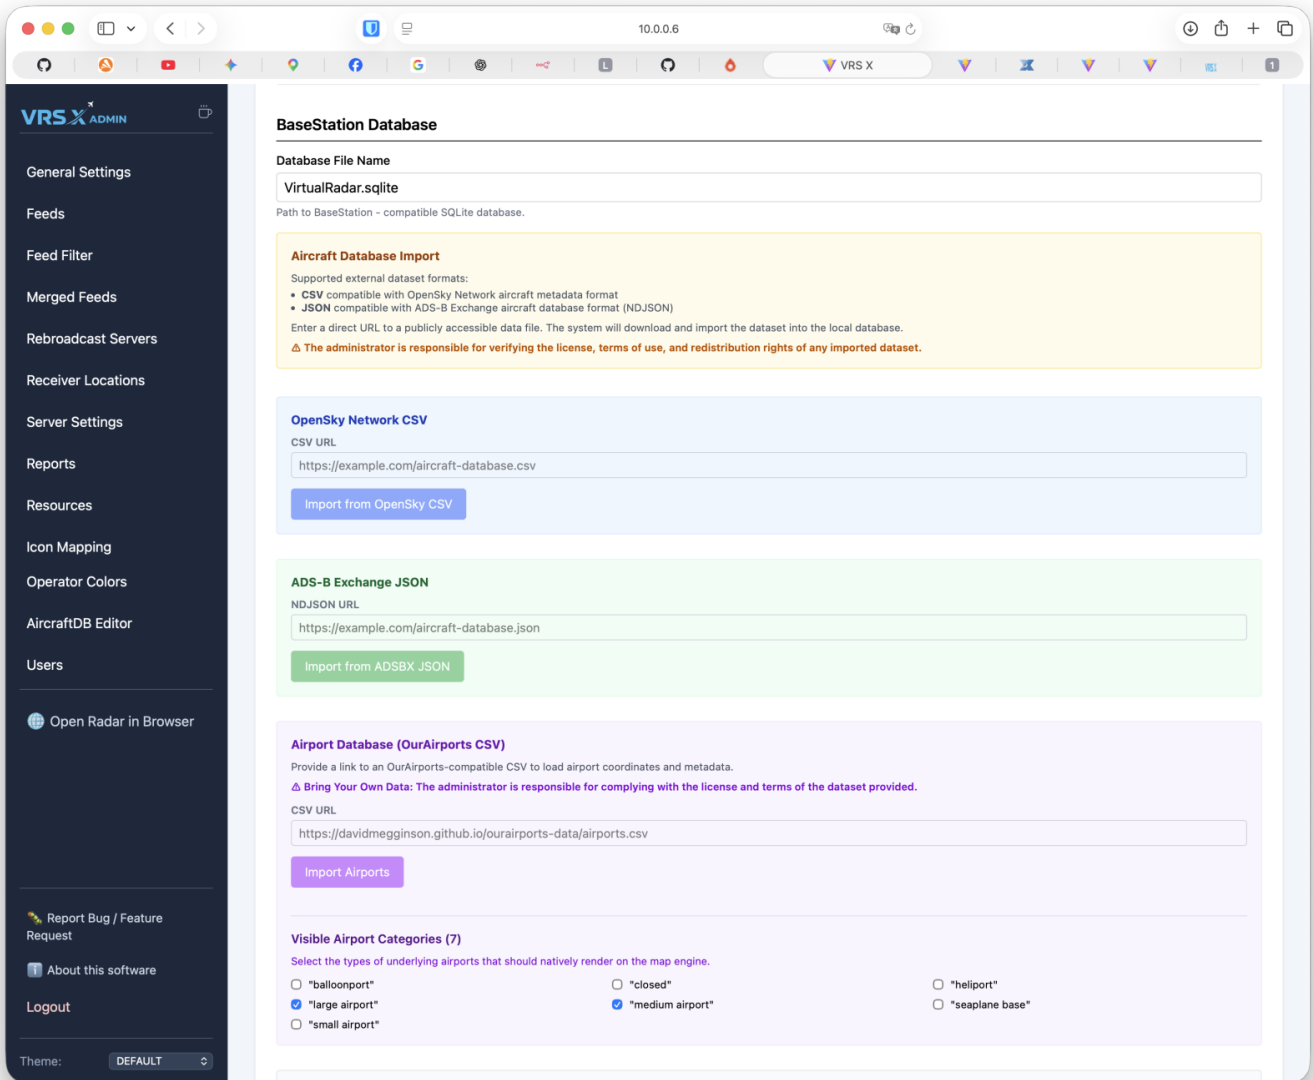 10.0.0.6
VRS X
1
VRS X ADMIN
General Settings
Feeds
Feed Filter
Merged Feeds
Rebroadcast Servers
Receiver Locations
Server Settings
Reports
Resources
Icon Mapping
Operator Colors
AircraftDB Editor
Users
Open Radar in Browser
Report Bug / Feature
Request
About this software
Logout
Theme:
DEFAULT
BaseStation Database
Database File Name
VirtualRadar.sqlite
Path to BaseStation - compatible SQLite database.
Aircraft Database Import
Supported external dataset formats:
• CSV compatible with OpenSky Network aircraft metadata format
• JSON compatible with ADS-B Exchange aircraft database format (NDJSON)
Enter a direct URL to a publicly accessible data file. The system will download and import the dataset into the local database.
⚠ The administrator is responsible for verifying the license, terms of use, and redistribution rights of any imported dataset.
OpenSky Network CSV
CSV URL
https://example.com/aircraft-database.csv
Import from OpenSky CSV
ADS-B Exchange JSON
NDJSON URL
https://example.com/aircraft-database.json
Import from ADSBX JSON
Airport Database (OurAirports CSV)
Provide a link to an OurAirports-compatible CSV to load airport coordinates and metadata.
⚠ Bring Your Own Data: The administrator is responsible for complying with the license and terms of the dataset provided.
CSV URL
https://davidmegginson.github.io/ourairports-data/airports.csv
Import Airports
Visible Airport Categories (7)
Select the types of underlying airports that should natively render on the map engine.
"balloonport"
"closed"
"heliport"
"large airport"
"medium airport"
"seaplane base"
"small airport"